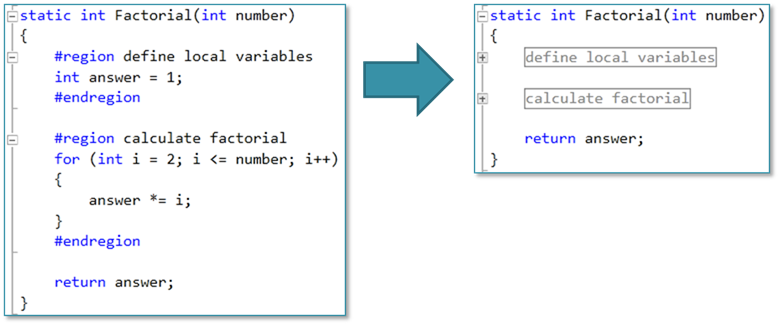 static int Factorial(int number)
{
    #region define local variables
    int answer = 1;
    #endregion

    #region calculate factorial
    for (int i = 2; i <= number; i++)
    {
        answer *= i;
    }
    #endregion

    return answer;
}
static int Factorial(int number)
{
    define local variables

    calculate factorial

    return answer;
}